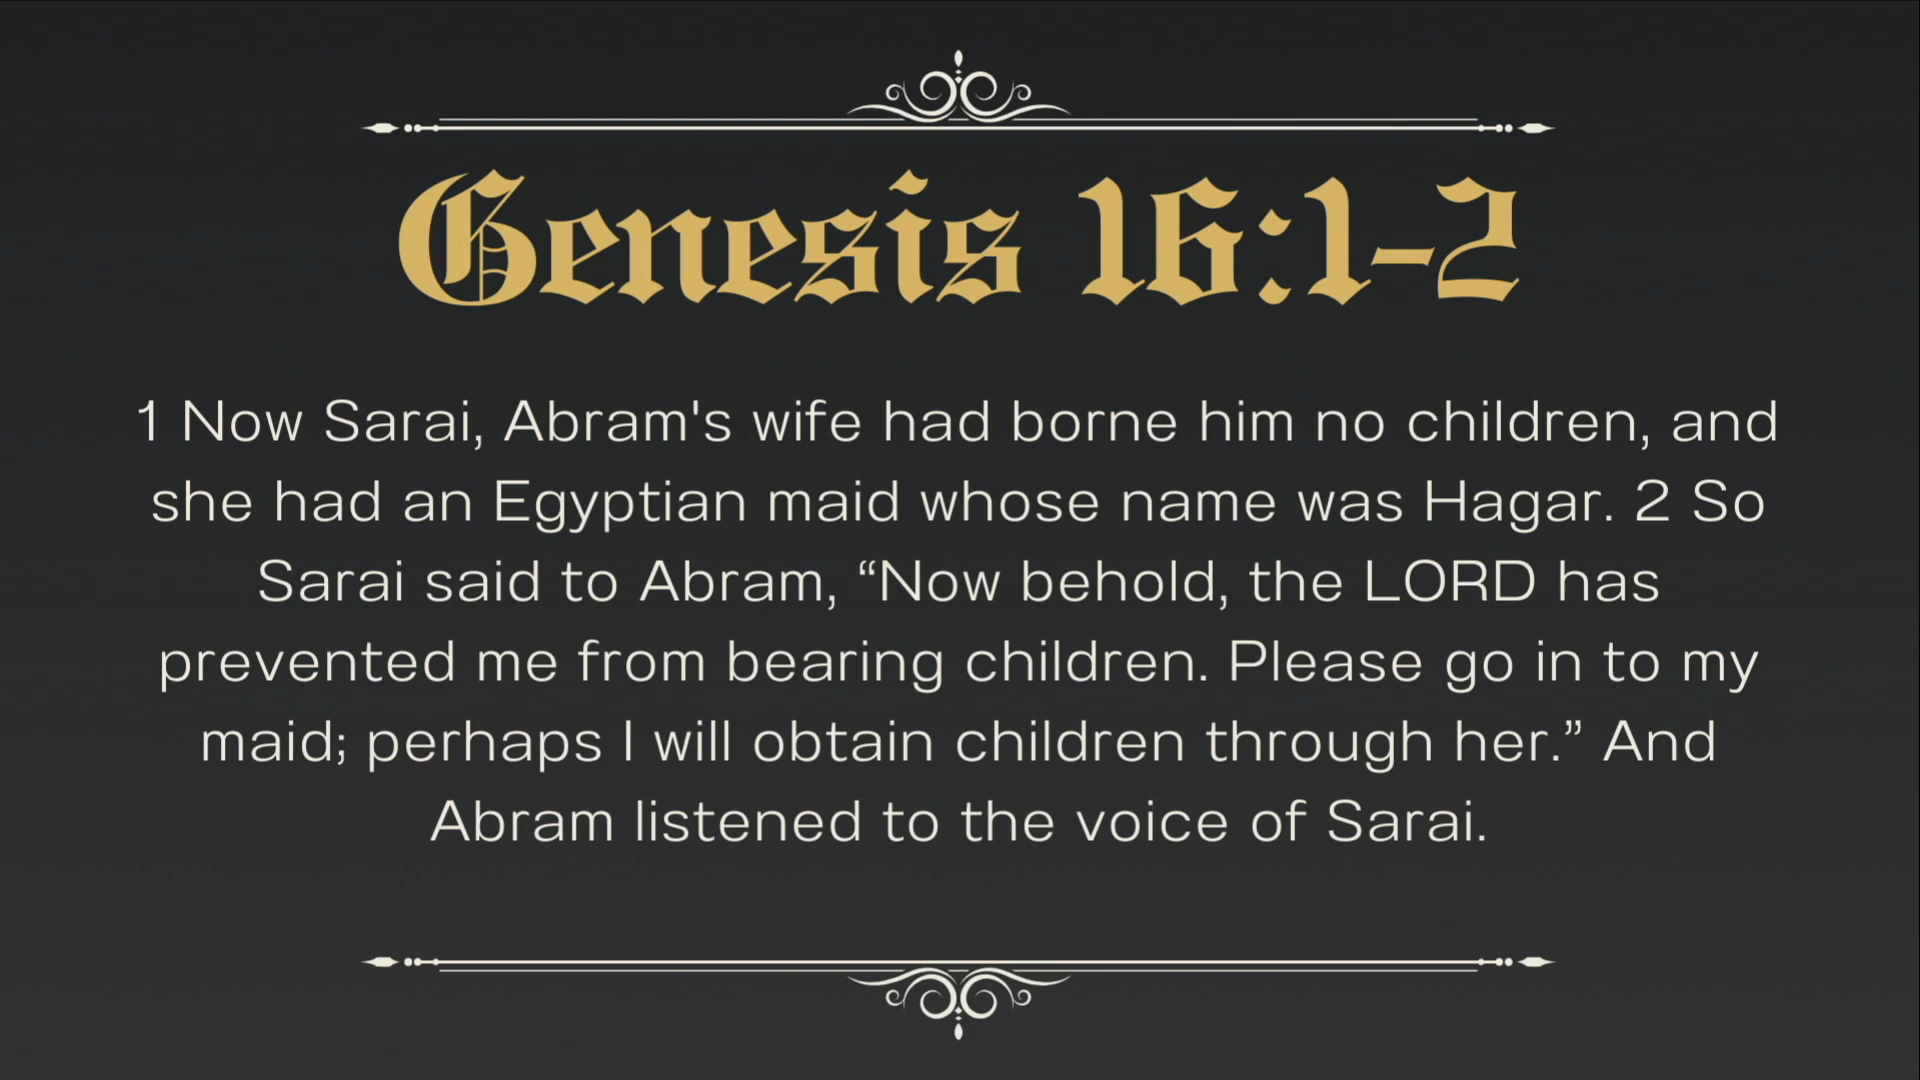 Genesis 16:1-2
1 Now Sarai, Abram's wife had borne him no children, and
she had an Egyptian maid whose name was Hagar. 2 So
Sarai said to Abram, “Now behold, the LORD has
prevented me from bearing children. Please go in to my
maid; perhaps I will obtain children through her.” And
Abram listened to the voice of Sarai.